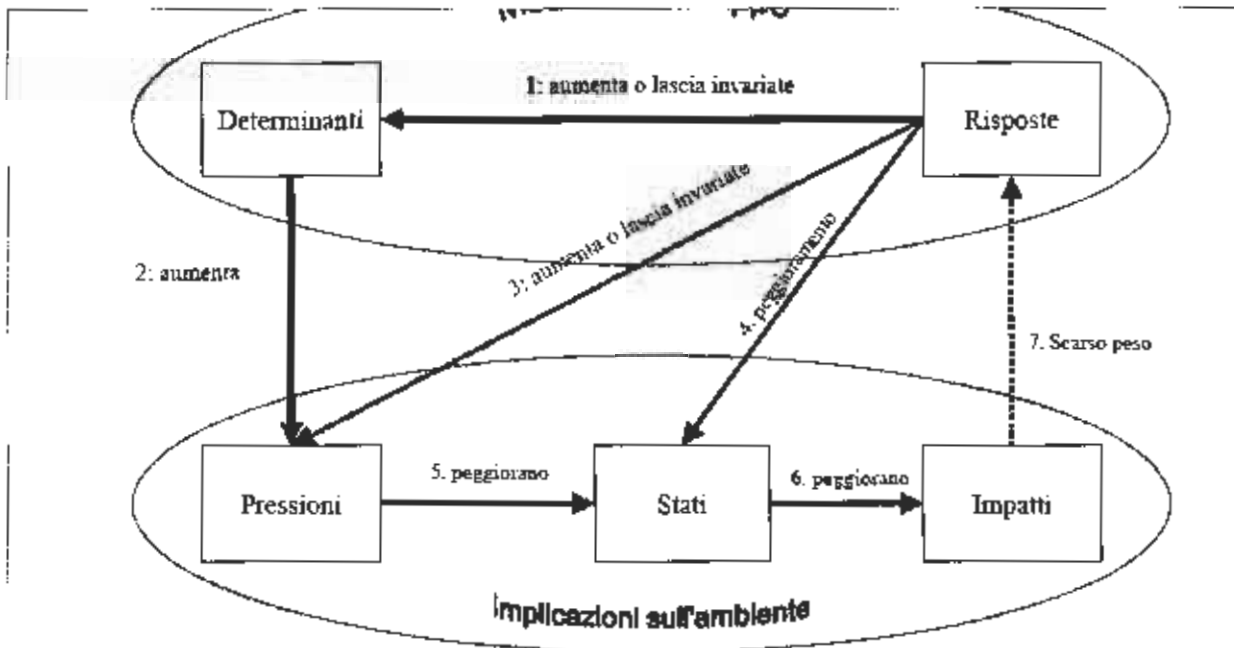 1: aumenta o lascia invariate
Determinanti
Risposte
3: aumenta o lascia invariate
4. peggioramento
2: aumenta
7. Scarso peso
5. peggiorano
6. peggiorano
Pressioni
Stati
Impatti
Implicazioni sull'ambiente